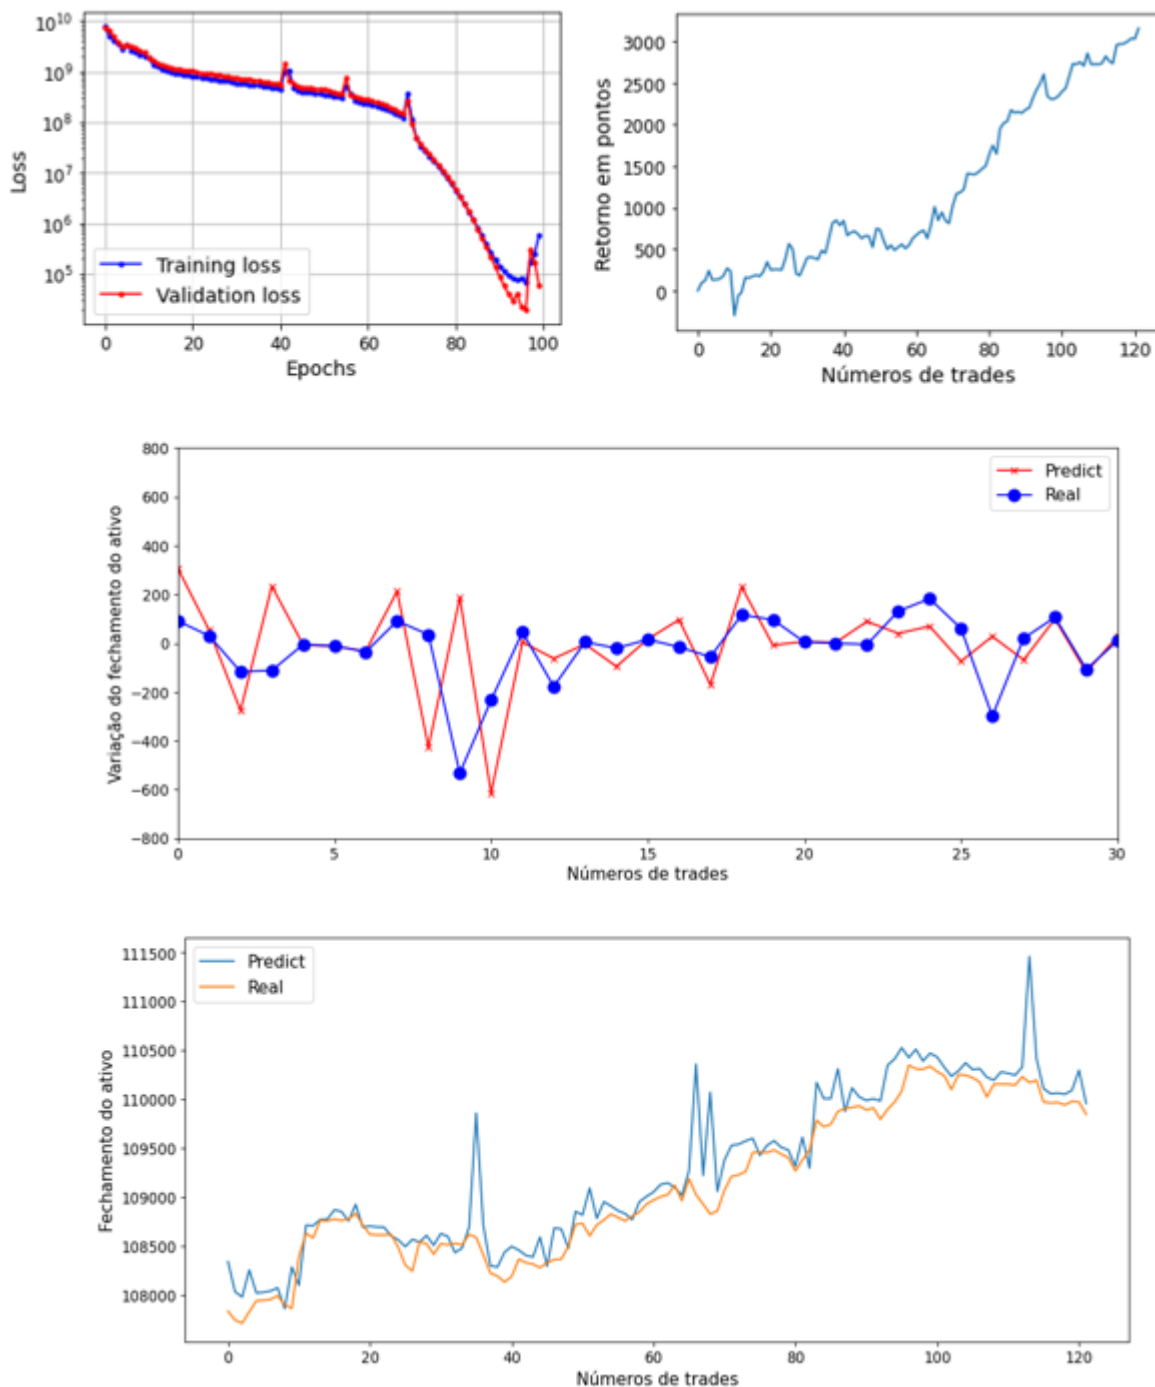 10^10
10^9
10^8
10^7
10^6
10^5
Loss
Training loss
Validation loss
0 20 40 60 80 100
Epochs
3000
2500
2000
1500
1000
500
0
Retorno em pontos
0 20 40 60 80 100 120
Números de trades
800
600
400
200
0
−200
−400
−600
−800
Variação do fechamento do ativo
Predict
Real
0 5 10 15 20 25 30
Números de trades
111500
111000
110500
110000
109500
109000
108500
108000
Fechamento do ativo
Predict
Real
0 20 40 60 80 100 120
Números de trades